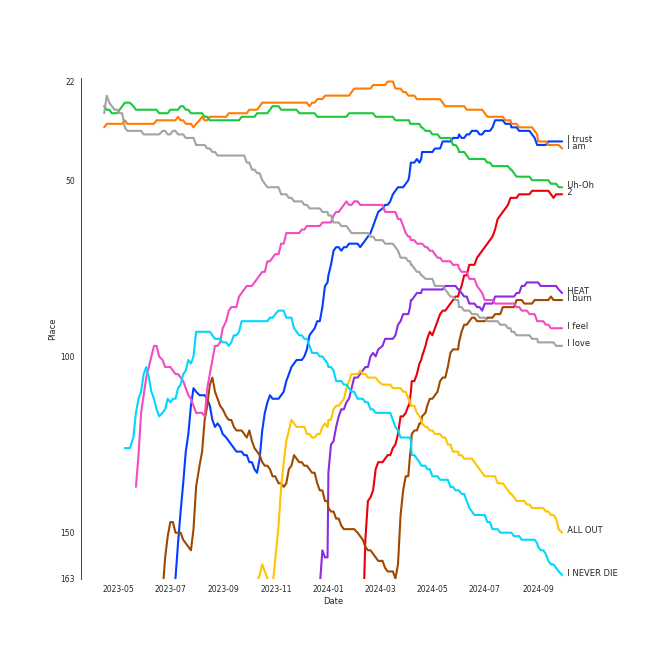 22
50
100
150
163
Place
2023-05
2023-07
2023-09
2023-11
2024-01
2024-03
2024-05
2024-07
2024-09
Date
I trust
I am
Uh-Oh
2
HEAT
I burn
I feel
I love
ALL OUT
I NEVER DIE